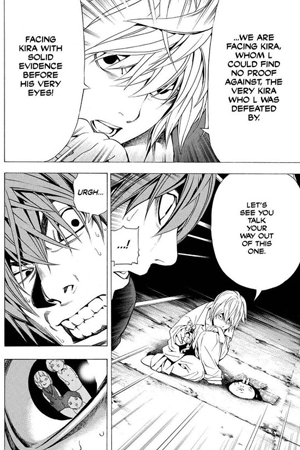 ...WE ARE
FACING KIRA,
WHOM L
COULD FIND
NO PROOF
AGAINST, THE
VERY KIRA
WHO L WAS
DEFEATED
BY.
FACING
KIRA WITH
SOLID
EVIDENCE
BEFORE
HIS VERY
EYES!
LET'S
SEE YOU
TALK
YOUR
WAY OUT
OF THIS
ONE.
...!
URGH...